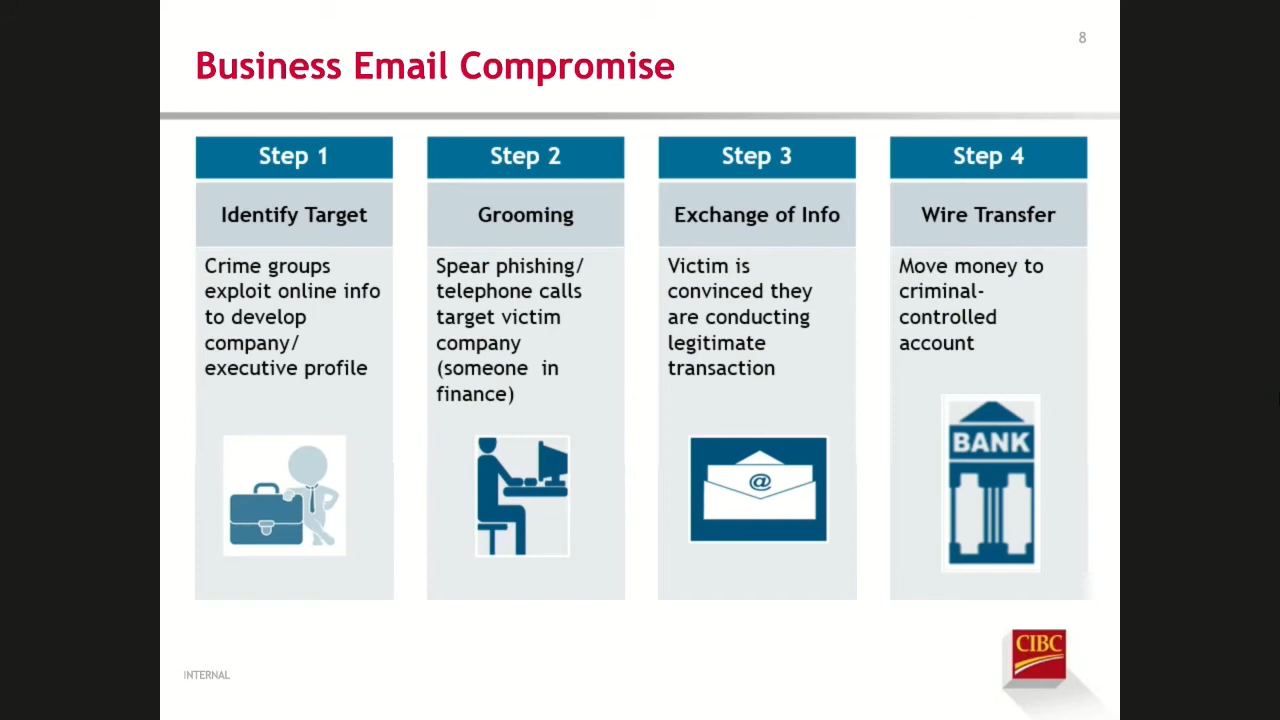 8
Business Email Compromise
Step 1
Identify Target
Crime groups
exploit online info
to develop
company/
executive profile
Step 2
Grooming
Spear phishing/
telephone calls
target victim
company
(someone in
finance)
Step 3
Exchange of Info
Victim is
convinced they
are conducting
legitimate
transaction
@
Step 4
Wire Transfer
Move money to
criminal-
controlled
account
BANK
INTERNAL
CIBC